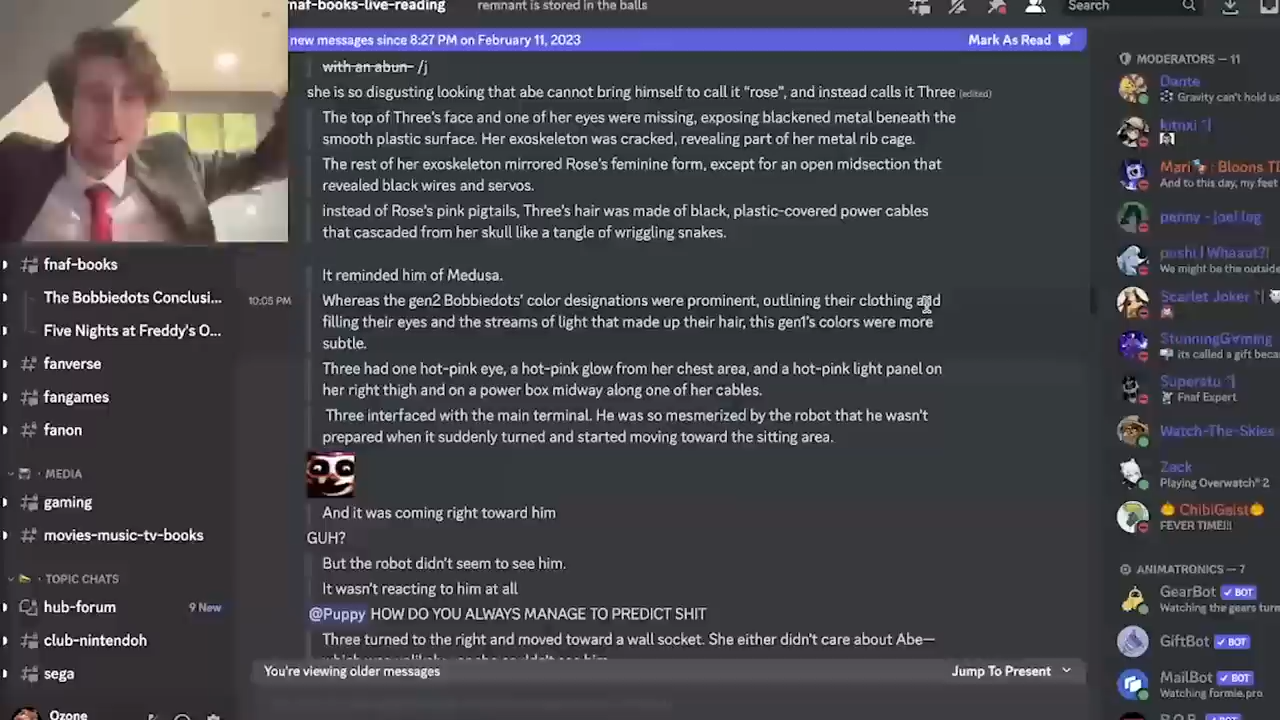 fnaf-books-live-reading
remnant is stored in the balls
Search
Discord
new messages since 8:27 PM on February 11, 2023
Mark As Read
with an abun- /j
she is so disgusting looking that abe cannot bring himself to call it "rose", and instead calls it Three (edited)
The top of Three's face and one of her eyes were missing, exposing blackened metal beneath the
smooth plastic surface. Her exoskeleton was cracked, revealing part of her metal rib cage.
The rest of her exoskeleton mirrored Rose's feminine form, except for an open midsection that
revealed black wires and servos.
instead of Rose's pink pigtails, Three's hair was made of black, plastic-covered power cables
that cascaded from her skull like a tangle of wriggling snakes.
It reminded him of Medusa.
10:05 PM
Whereas the gen2 Bobbiedots' color designations were prominent, outlining their clothing and
filling their eyes and the streams of light that made up their hair, this gen1's colors were more
subtle.
Three had one hot-pink eye, a hot-pink glow from her chest area, and a hot-pink light panel on
her right thigh and on a power box midway along one of her cables.
Three interfaced with the main terminal. He was so mesmerized by the robot that he wasn't
prepared when it suddenly turned and started moving toward the sitting area.
And it was coming right toward him
GUH?
But the robot didn't seem to see him.
It wasn't reacting to him at all
@Puppy HOW DO YOU ALWAYS MANAGE TO PREDICT SHIT
Three turned to the right and moved toward a wall socket. She either didn't care about Abe—
You're viewing older messages
Jump To Present
fnaf-books
The Bobbiedots Conclusi...
Five Nights at Freddy's O...
fanverse
fangames
fanon
MEDIA
gaming
movies-music-tv-books
TOPIC CHATS
hub-forum
9 New
club-nintendoh
sega
Ozone
MODERATORS — 11
Dante
Gravity can't hold us
Mari : Bloons TD
And to this day, my feet
penny - joel lag
We might be the outside
Scarlet Joker
StunningGvming
its called a gift beca
Superstu
Fnaf Expert
Watch-The-Skies
Zack
Playing Overwatch® 2
ChibiGeist
FEVER TIME!!!
ANIMATRONICS — 7
GearBot BOT
Watching the gears turn
GiftBot BOT
MailBot BOT
Watching formie.pro
B.O.B BOT